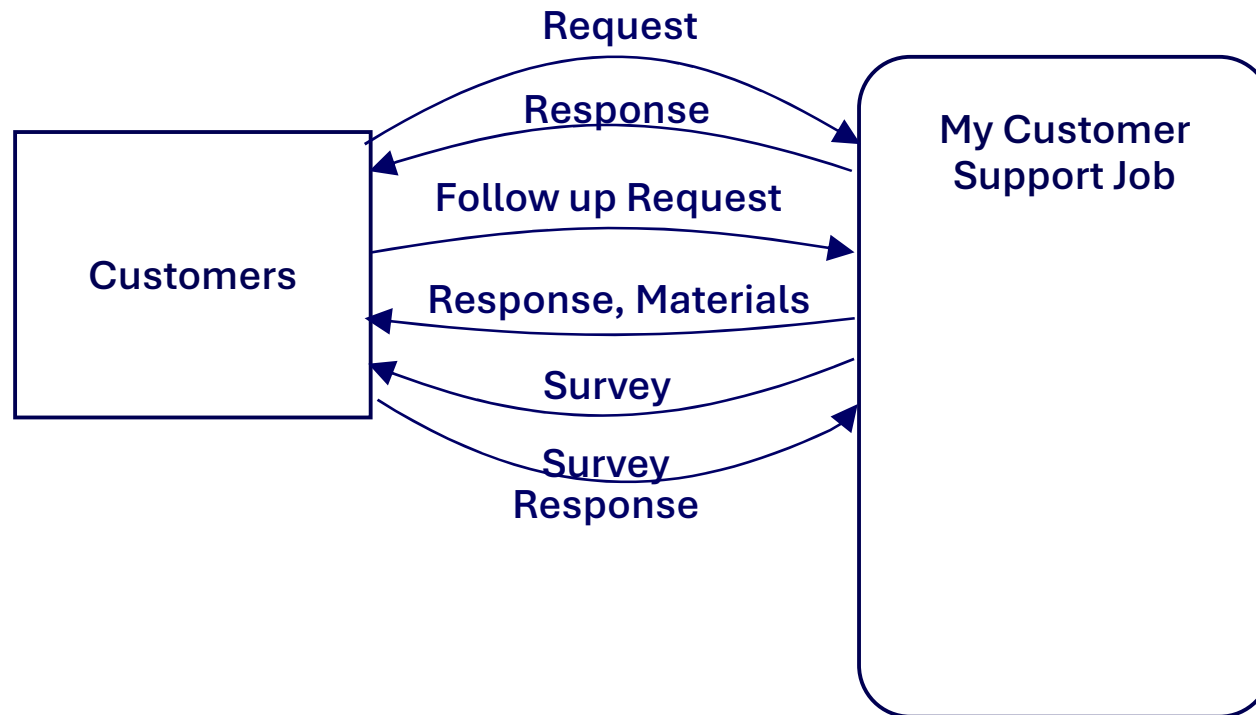 Request
Response
My Customer
Support Job
Follow up Request
Customers
Response, Materials
Survey
Survey
Response